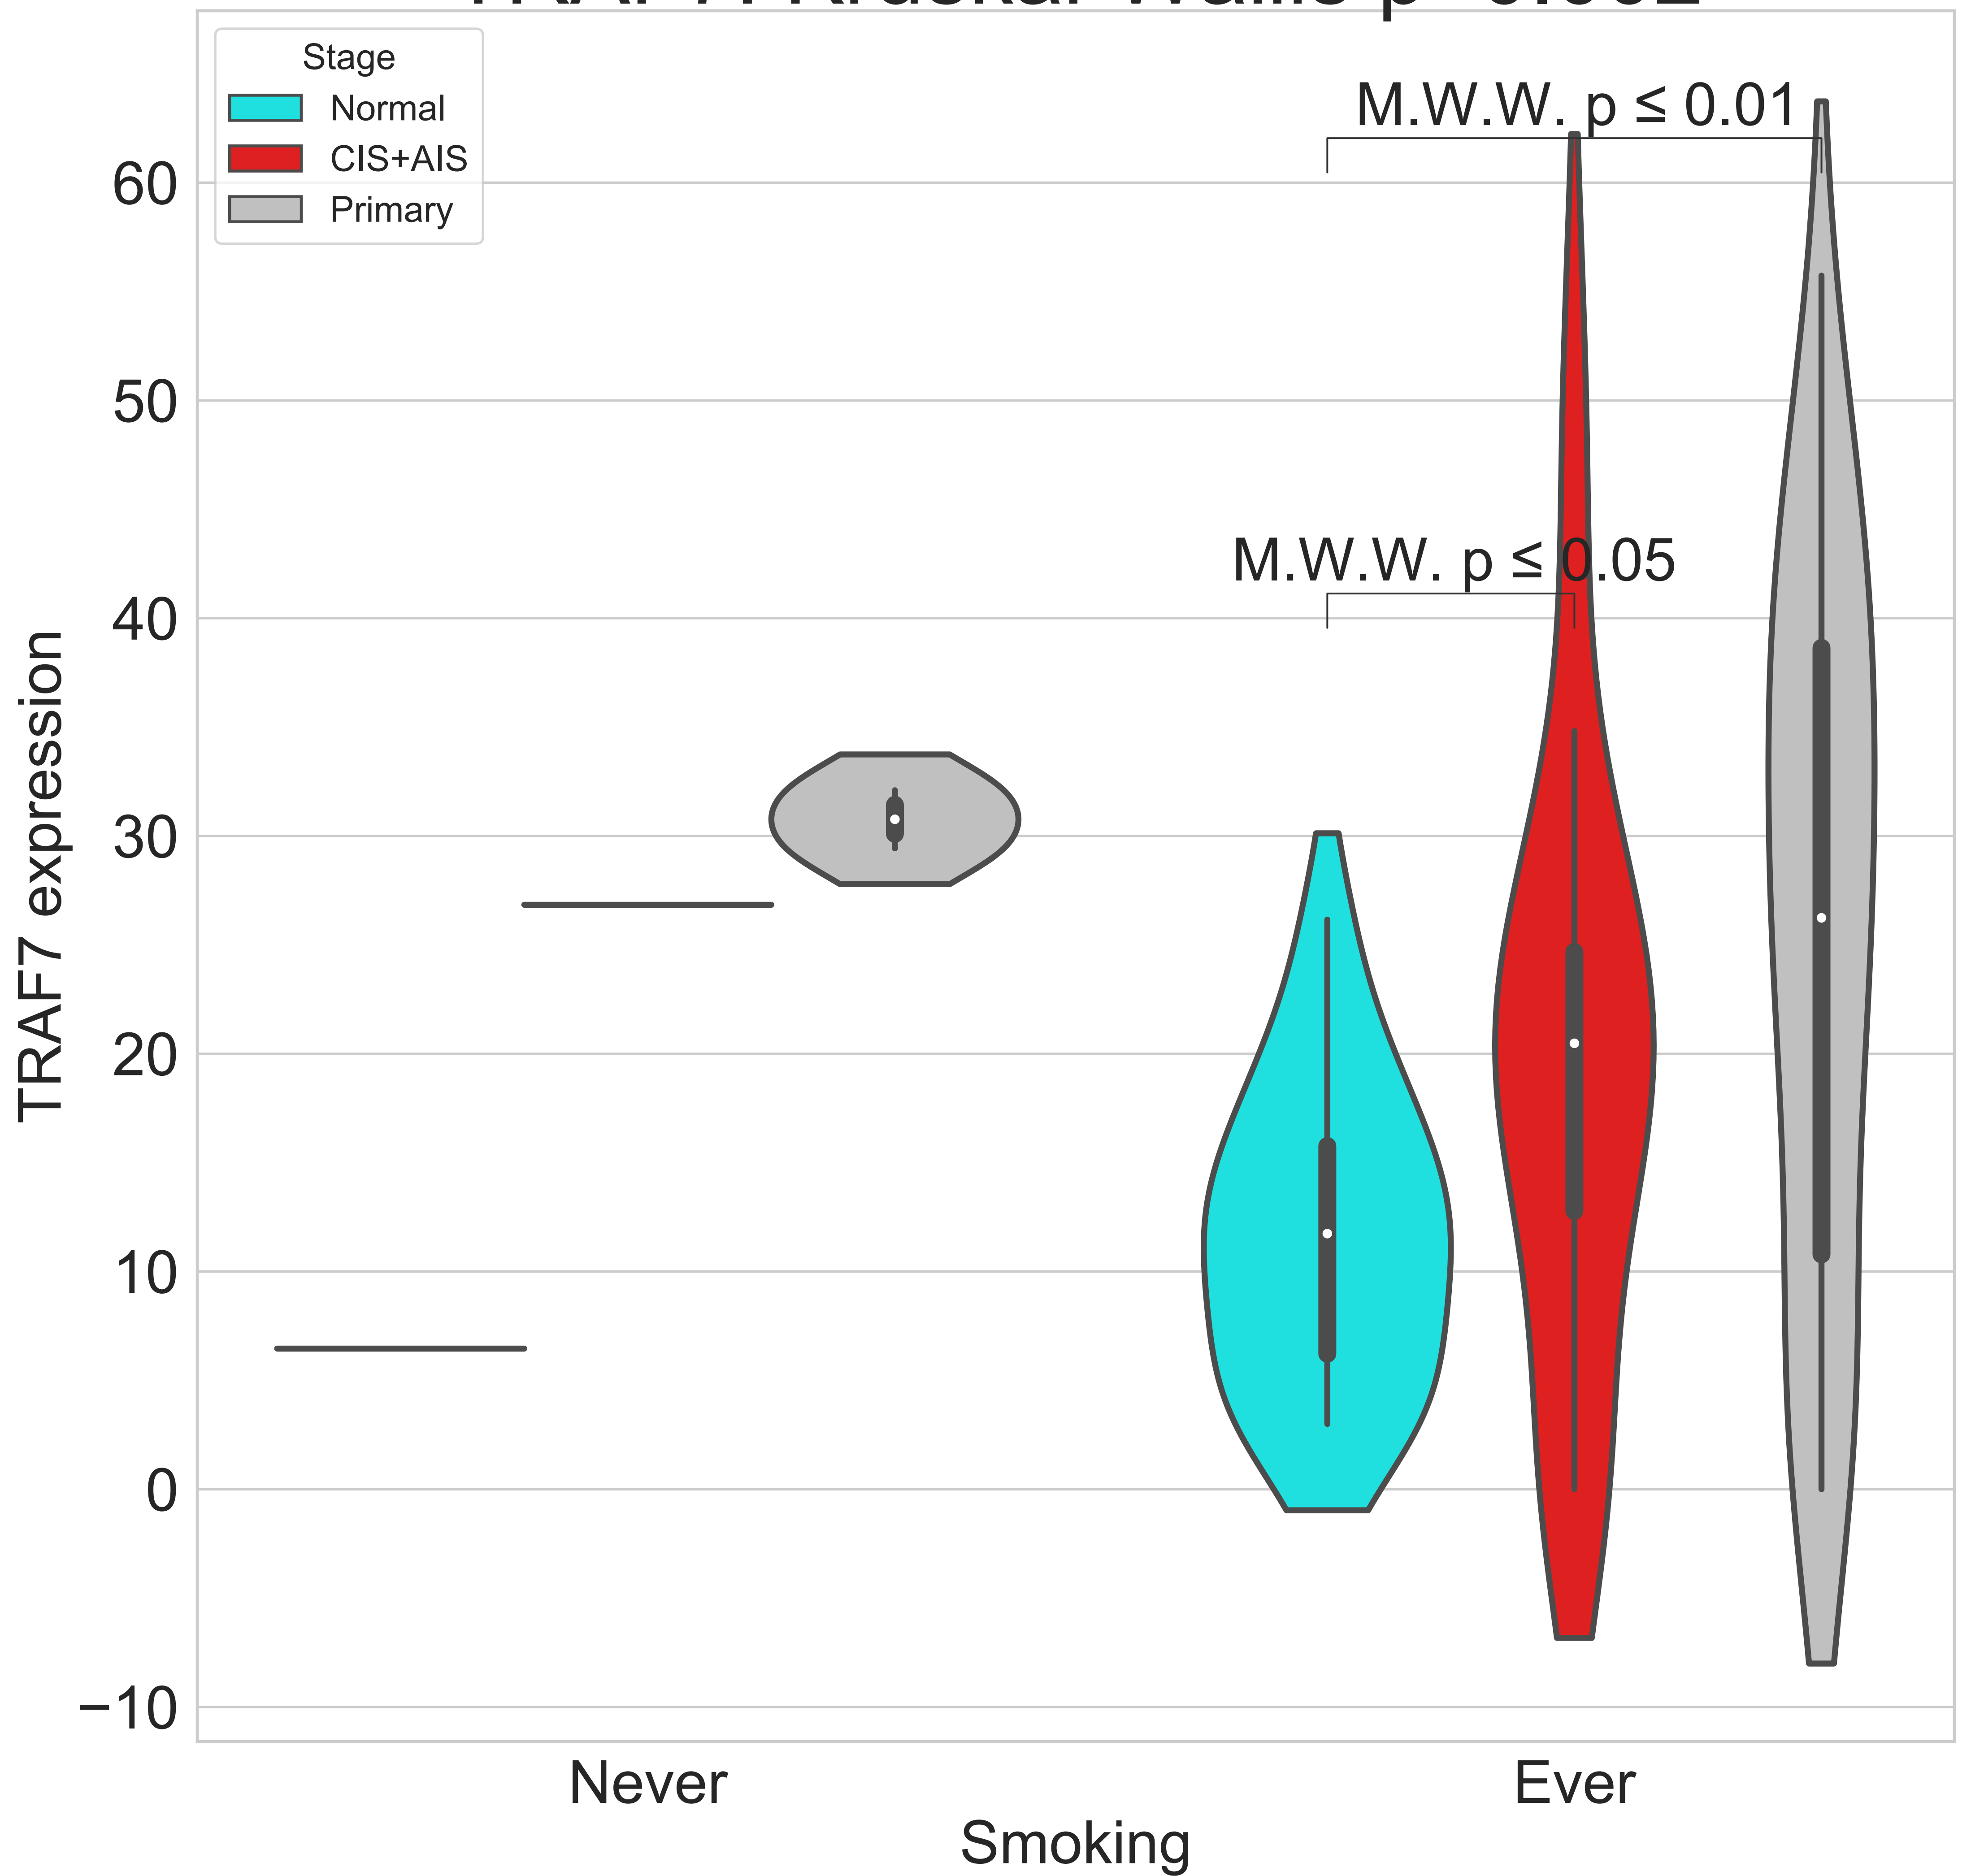 Stage
Normal
CIS+AIS
Primary
M.W.W. p ≤ 0.01
M.W.W. p ≤ 0.05
60
50
40
30
20
10
0
−10
TRAF7 expression
Never
Ever
Smoking